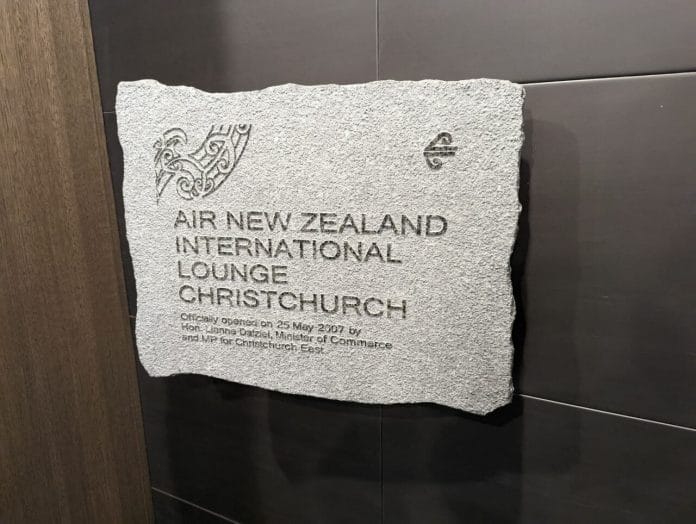 AIR NEW ZEALAND
INTERNATIONAL
LOUNGE
CHRISTCHURCH
Officially opened on 25 May 2007 by
Hon. Lianne Dalziel, Minister of Commerce
and MP for Christchurch East